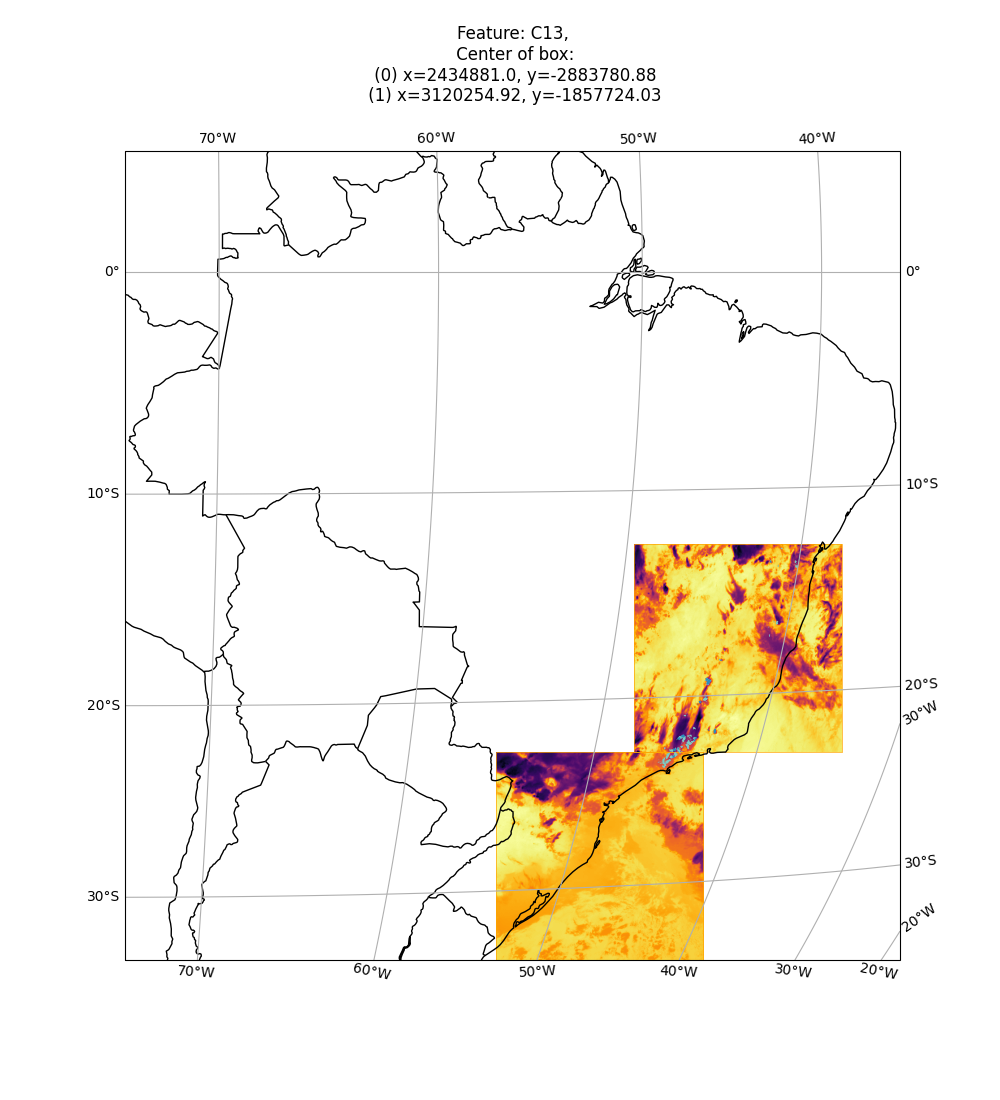 Feature: C13,
Center of box:
(0) x=2434881.0, y=-2883780.88
(1) x=3120254.92, y=-1857724.03
70°W 60°W 50°W 40°W
0° 0°
10°S 10°S
20°S 20°S
30°W
30°S 30°S
20°W
70°W 60°W 50°W 40°W 30°W 20°W